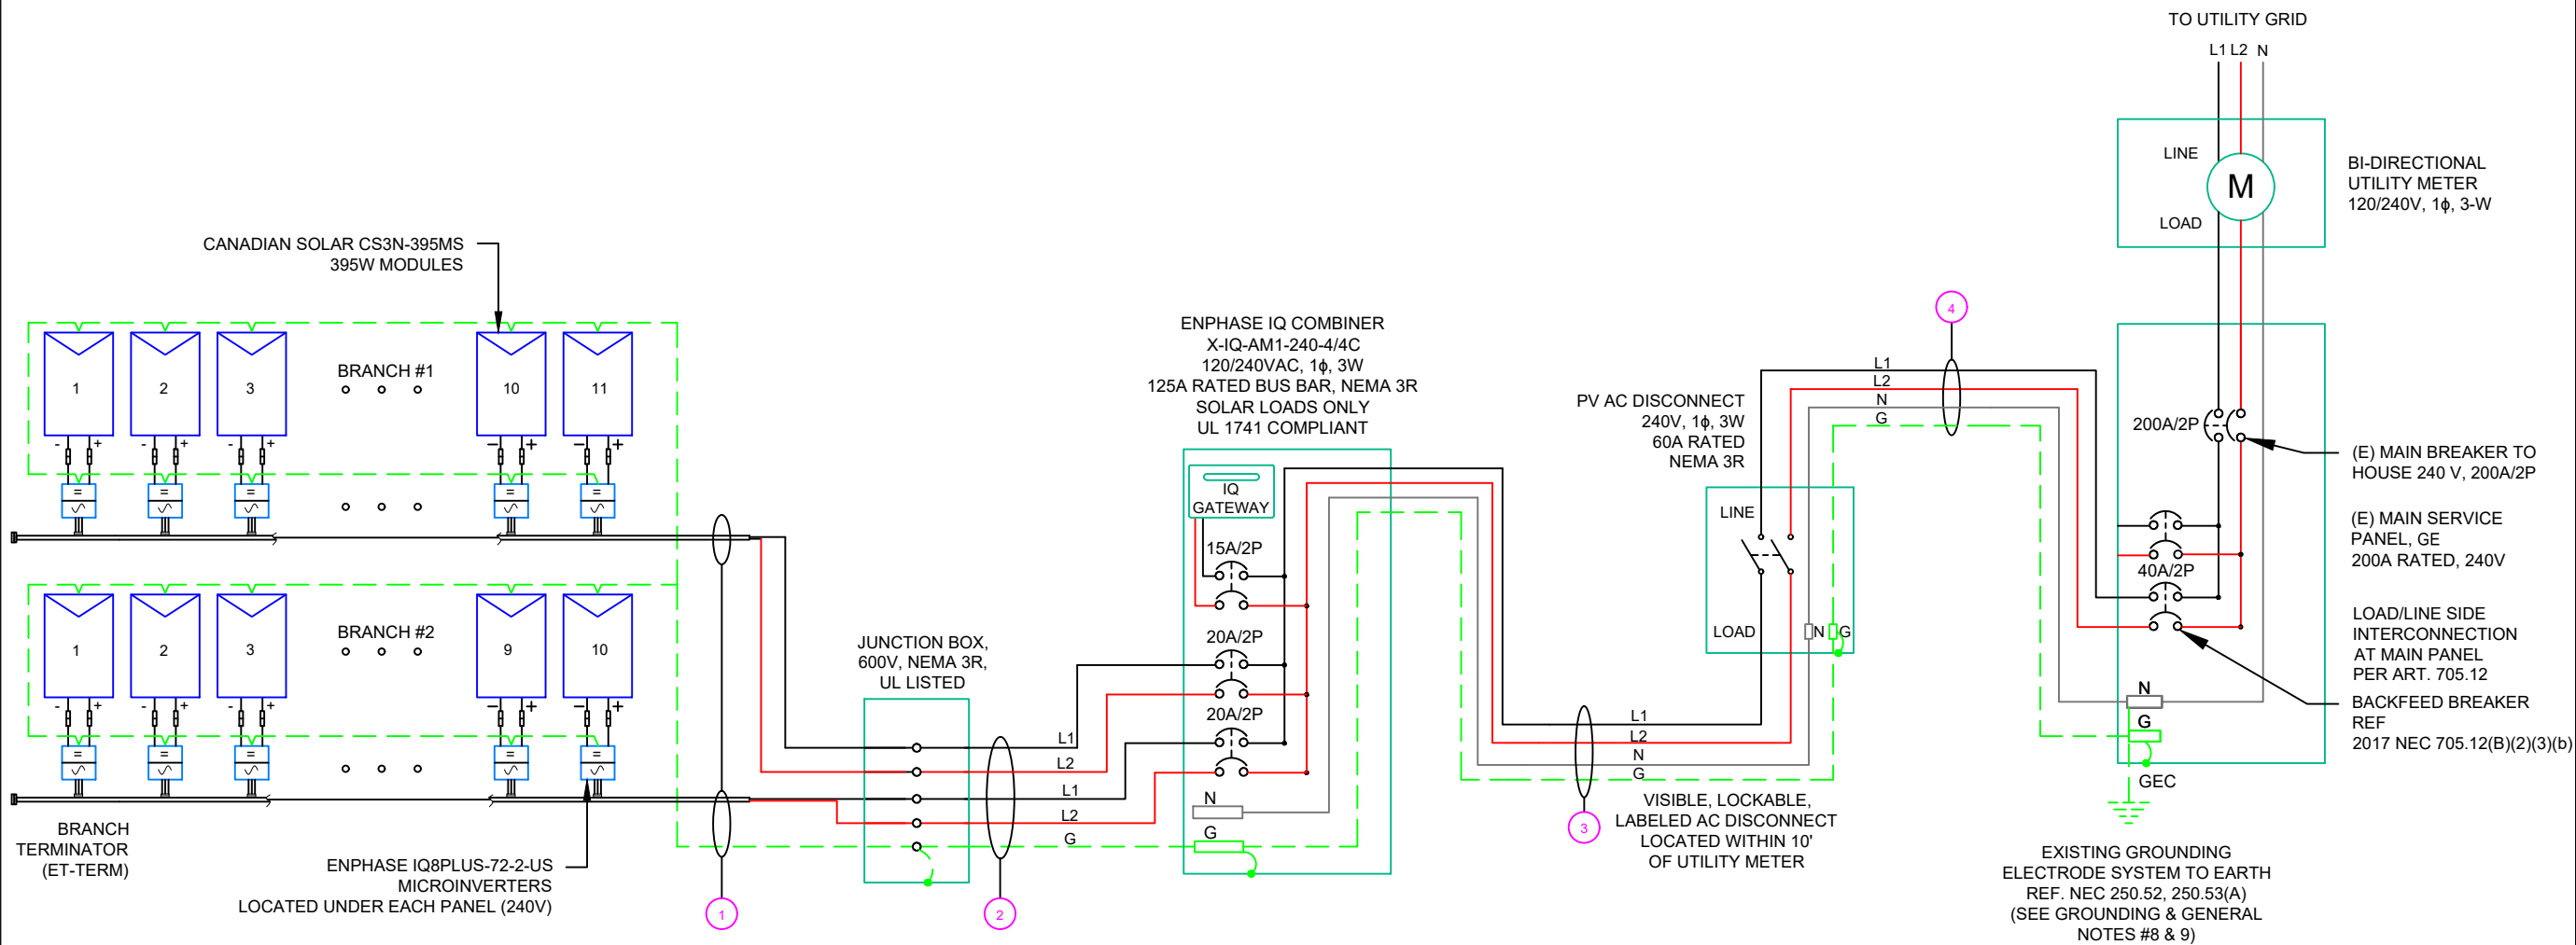 TO UTILITY GRID
L1 L2 N
LINE
M
LOAD
BI-DIRECTIONAL
UTILITY METER
120/240V, 1ϕ, 3-W
CANADIAN SOLAR CS3N-395MS
395W MODULES
1 2 3 10 11
BRANCH #1
- + - + - + - + - +
= = = = =
1 2 3 9 10
BRANCH #2
- + - + - + - + - +
= = = = =
BRANCH
TERMINATOR
(ET-TERM)
ENPHASE IQ8PLUS-72-2-US
MICROINVERTERS
LOCATED UNDER EACH PANEL (240V)
1
JUNCTION BOX,
600V, NEMA 3R,
UL LISTED
L1
L2
L1
L2
G
2
ENPHASE IQ COMBINER
X-IQ-AM1-240-4/4C
120/240VAC, 1ϕ, 3W
125A RATED BUS BAR, NEMA 3R
SOLAR LOADS ONLY
UL 1741 COMPLIANT
IQ
GATEWAY
15A/2P
20A/2P
20A/2P
N
G
L1
L2
N
G
3
PV AC DISCONNECT
240V, 1ϕ, 3W
60A RATED
NEMA 3R
LINE
LOAD
N G
VISIBLE, LOCKABLE,
LABELED AC DISCONNECT
LOCATED WITHIN 10'
OF UTILITY METER
4
L1
L2
N
G
200A/2P
40A/2P
N
G
GEC
(E) MAIN BREAKER TO
HOUSE 240 V, 200A/2P
(E) MAIN SERVICE
PANEL, GE
200A RATED, 240V
LOAD/LINE SIDE
INTERCONNECTION
AT MAIN PANEL
PER ART. 705.12
BACKFEED BREAKER
REF
2017 NEC 705.12(B)(2)(3)(b)
EXISTING GROUNDING
ELECTRODE SYSTEM TO EARTH
REF. NEC 250.52, 250.53(A)
(SEE GROUNDING & GENERAL
NOTES #8 & 9)